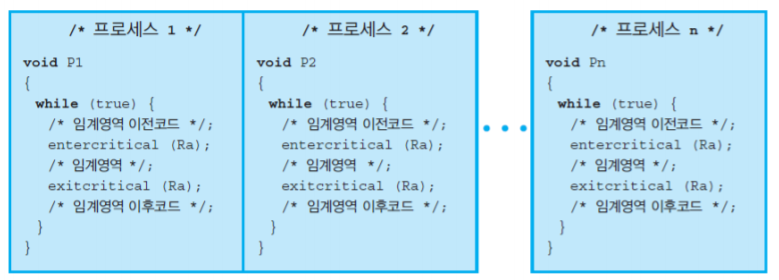 /* 프로세스 1 */
void P1
{
while (true) {
/* 임계영역 이전코드 */;
entercritical (Ra);
/* 임계영역 */;
exitcritical (Ra);
/* 임계영역 이후코드 */;
}
}
/* 프로세스 2 */
void P2
{
while (true) {
/* 임계영역 이전코드 */;
entercritical (Ra);
/* 임계영역 */;
exitcritical (Ra);
/* 임계영역 이후코드 */;
}
}
• • •
/* 프로세스 n */
void Pn
{
while (true) {
/* 임계영역 이전코드 */;
entercritical (Ra);
/* 임계영역 */;
exitcritical (Ra);
/* 임계영역 이후코드 */;
}
}